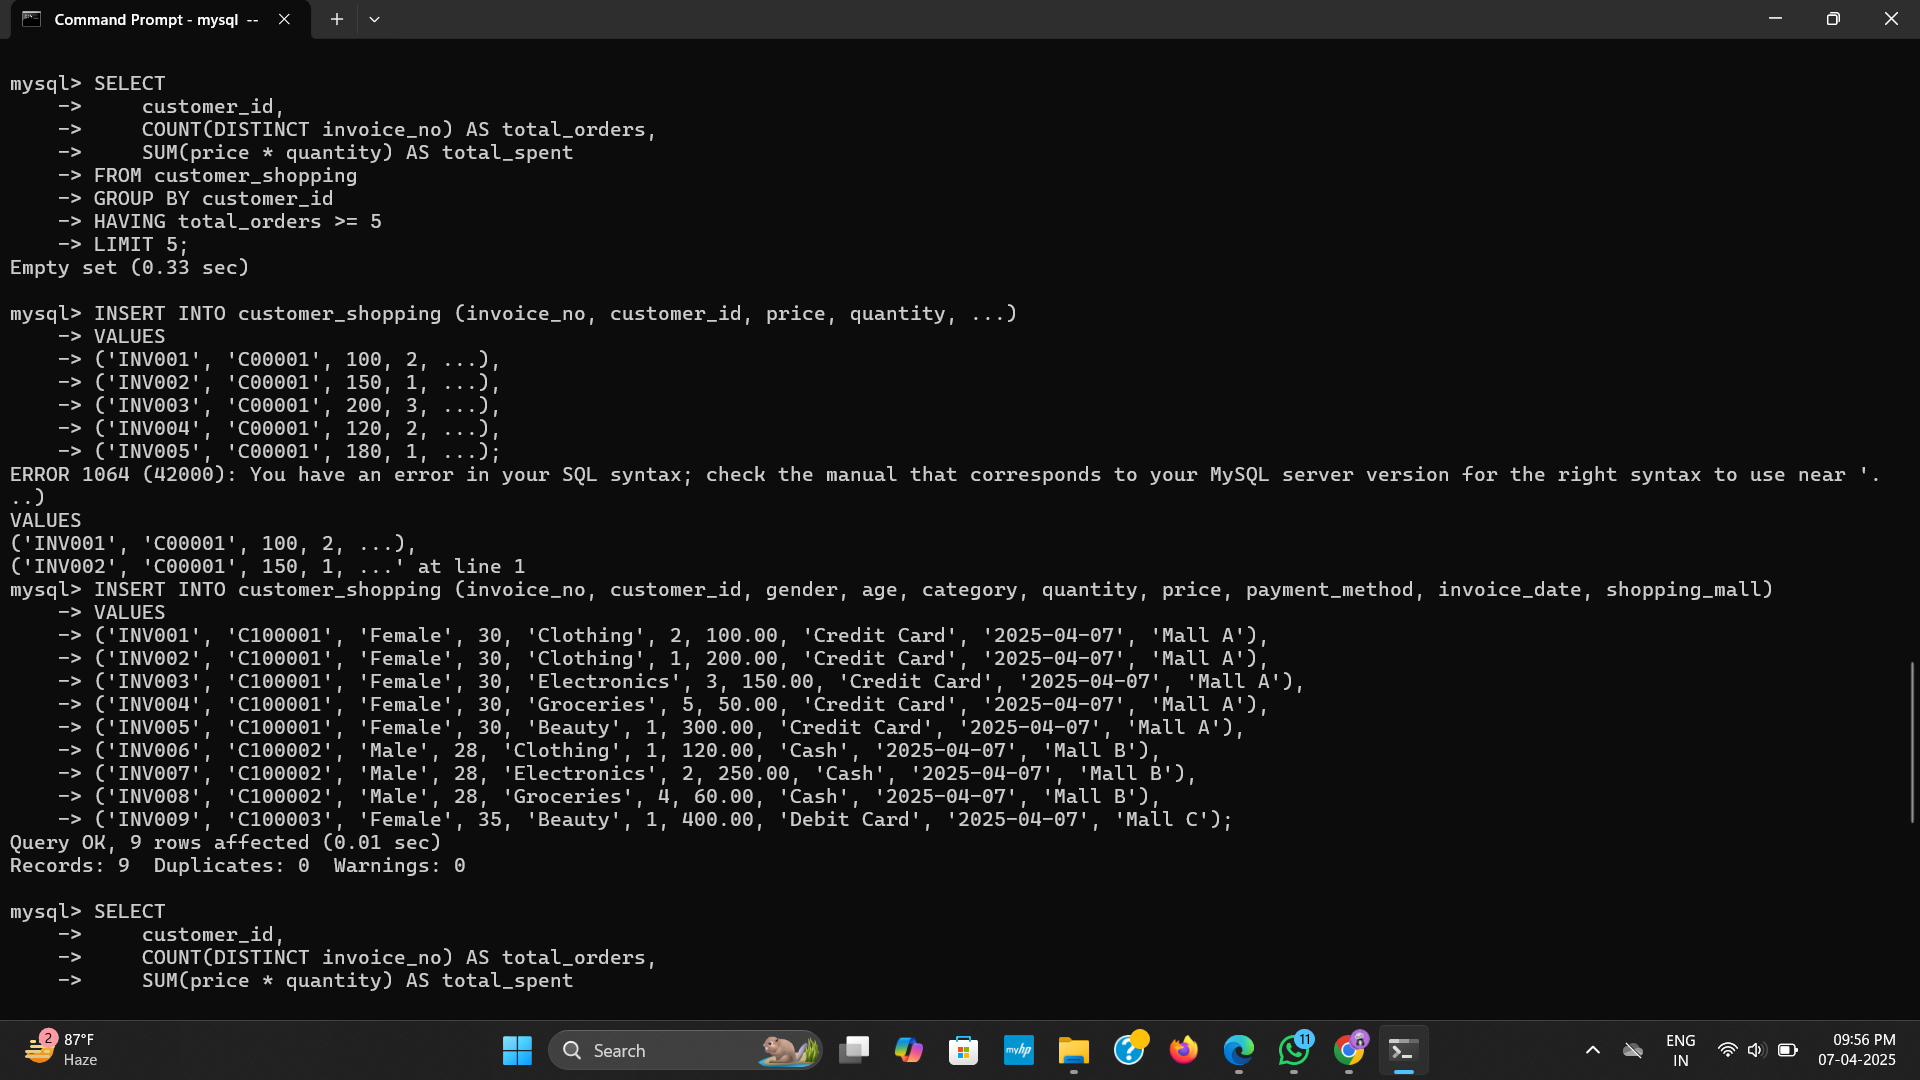 Command Prompt - mysql --
mysql> SELECT
    ->     customer_id,
    ->     COUNT(DISTINCT invoice_no) AS total_orders,
    ->     SUM(price * quantity) AS total_spent
    -> FROM customer_shopping
    -> GROUP BY customer_id
    -> HAVING total_orders >= 5
    -> LIMIT 5;
Empty set (0.33 sec)
mysql> INSERT INTO customer_shopping (invoice_no, customer_id, price, quantity, ...)
    -> VALUES
    -> ('INV001', 'C00001', 100, 2, ...),
    -> ('INV002', 'C00001', 150, 1, ...),
    -> ('INV003', 'C00001', 200, 3, ...),
    -> ('INV004', 'C00001', 120, 2, ...),
    -> ('INV005', 'C00001', 180, 1, ...);
ERROR 1064 (42000): You have an error in your SQL syntax; check the manual that corresponds to your MySQL server version for the right syntax to use near '.
..)
VALUES
('INV001', 'C00001', 100, 2, ...),
('INV002', 'C00001', 150, 1, ...' at line 1
mysql> INSERT INTO customer_shopping (invoice_no, customer_id, gender, age, category, quantity, price, payment_method, invoice_date, shopping_mall)
    -> VALUES
    -> ('INV001', 'C100001', 'Female', 30, 'Clothing', 2, 100.00, 'Credit Card', '2025-04-07', 'Mall A'),
    -> ('INV002', 'C100001', 'Female', 30, 'Clothing', 1, 200.00, 'Credit Card', '2025-04-07', 'Mall A'),
    -> ('INV003', 'C100001', 'Female', 30, 'Electronics', 3, 150.00, 'Credit Card', '2025-04-07', 'Mall A'),
    -> ('INV004', 'C100001', 'Female', 30, 'Groceries', 5, 50.00, 'Credit Card', '2025-04-07', 'Mall A'),
    -> ('INV005', 'C100001', 'Female', 30, 'Beauty', 1, 300.00, 'Credit Card', '2025-04-07', 'Mall A'),
    -> ('INV006', 'C100002', 'Male', 28, 'Clothing', 1, 120.00, 'Cash', '2025-04-07', 'Mall B'),
    -> ('INV007', 'C100002', 'Male', 28, 'Electronics', 2, 250.00, 'Cash', '2025-04-07', 'Mall B'),
    -> ('INV008', 'C100002', 'Male', 28, 'Groceries', 4, 60.00, 'Cash', '2025-04-07', 'Mall B'),
    -> ('INV009', 'C100003', 'Female', 35, 'Beauty', 1, 400.00, 'Debit Card', '2025-04-07', 'Mall C');
Query OK, 9 rows affected (0.01 sec)
Records: 9  Duplicates: 0  Warnings: 0
mysql> SELECT
    ->     customer_id,
    ->     COUNT(DISTINCT invoice_no) AS total_orders,
    ->     SUM(price * quantity) AS total_spent
2
87°F
Haze
Search
myhp
11
ENG
IN
09:56 PM
07-04-2025